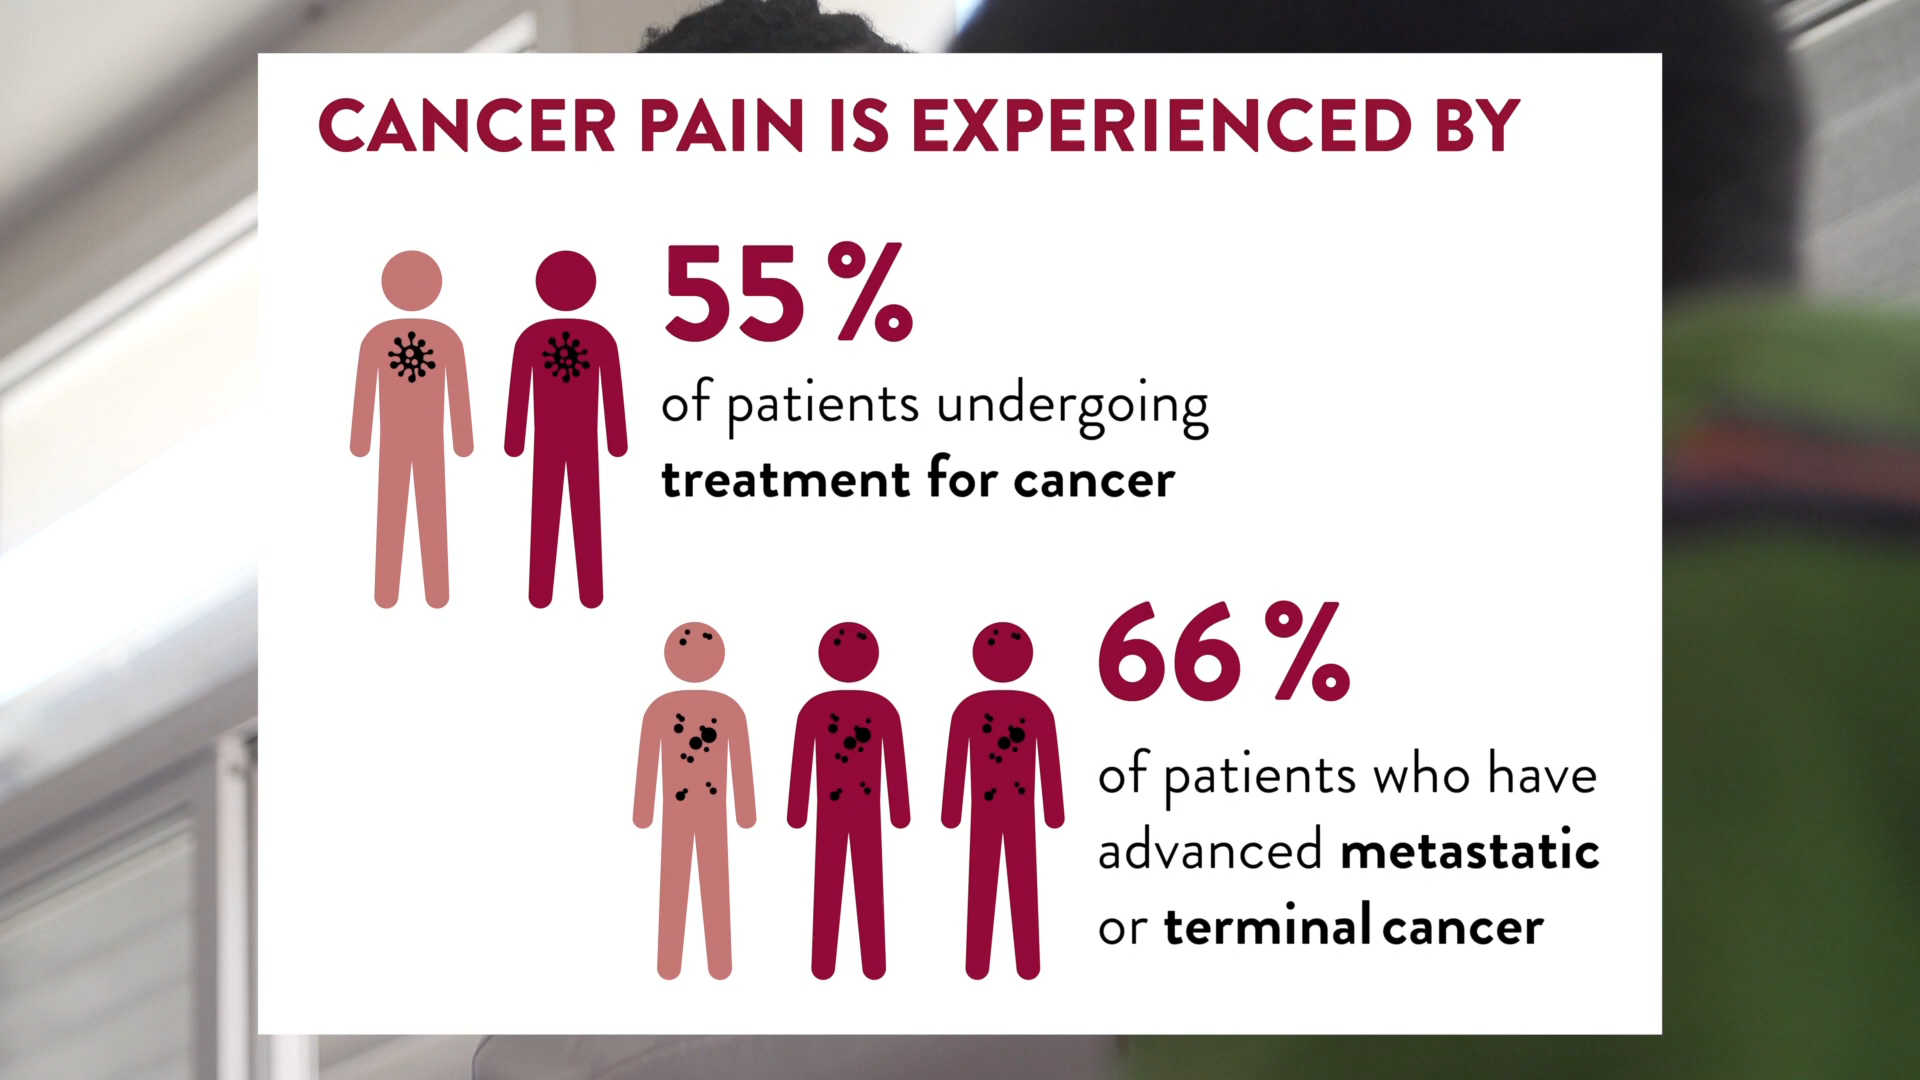 CANCER PAIN IS EXPERIENCED BY
55 %
of patients undergoing
treatment for cancer
66 %
of patients who have
advanced metastatic
or terminal cancer